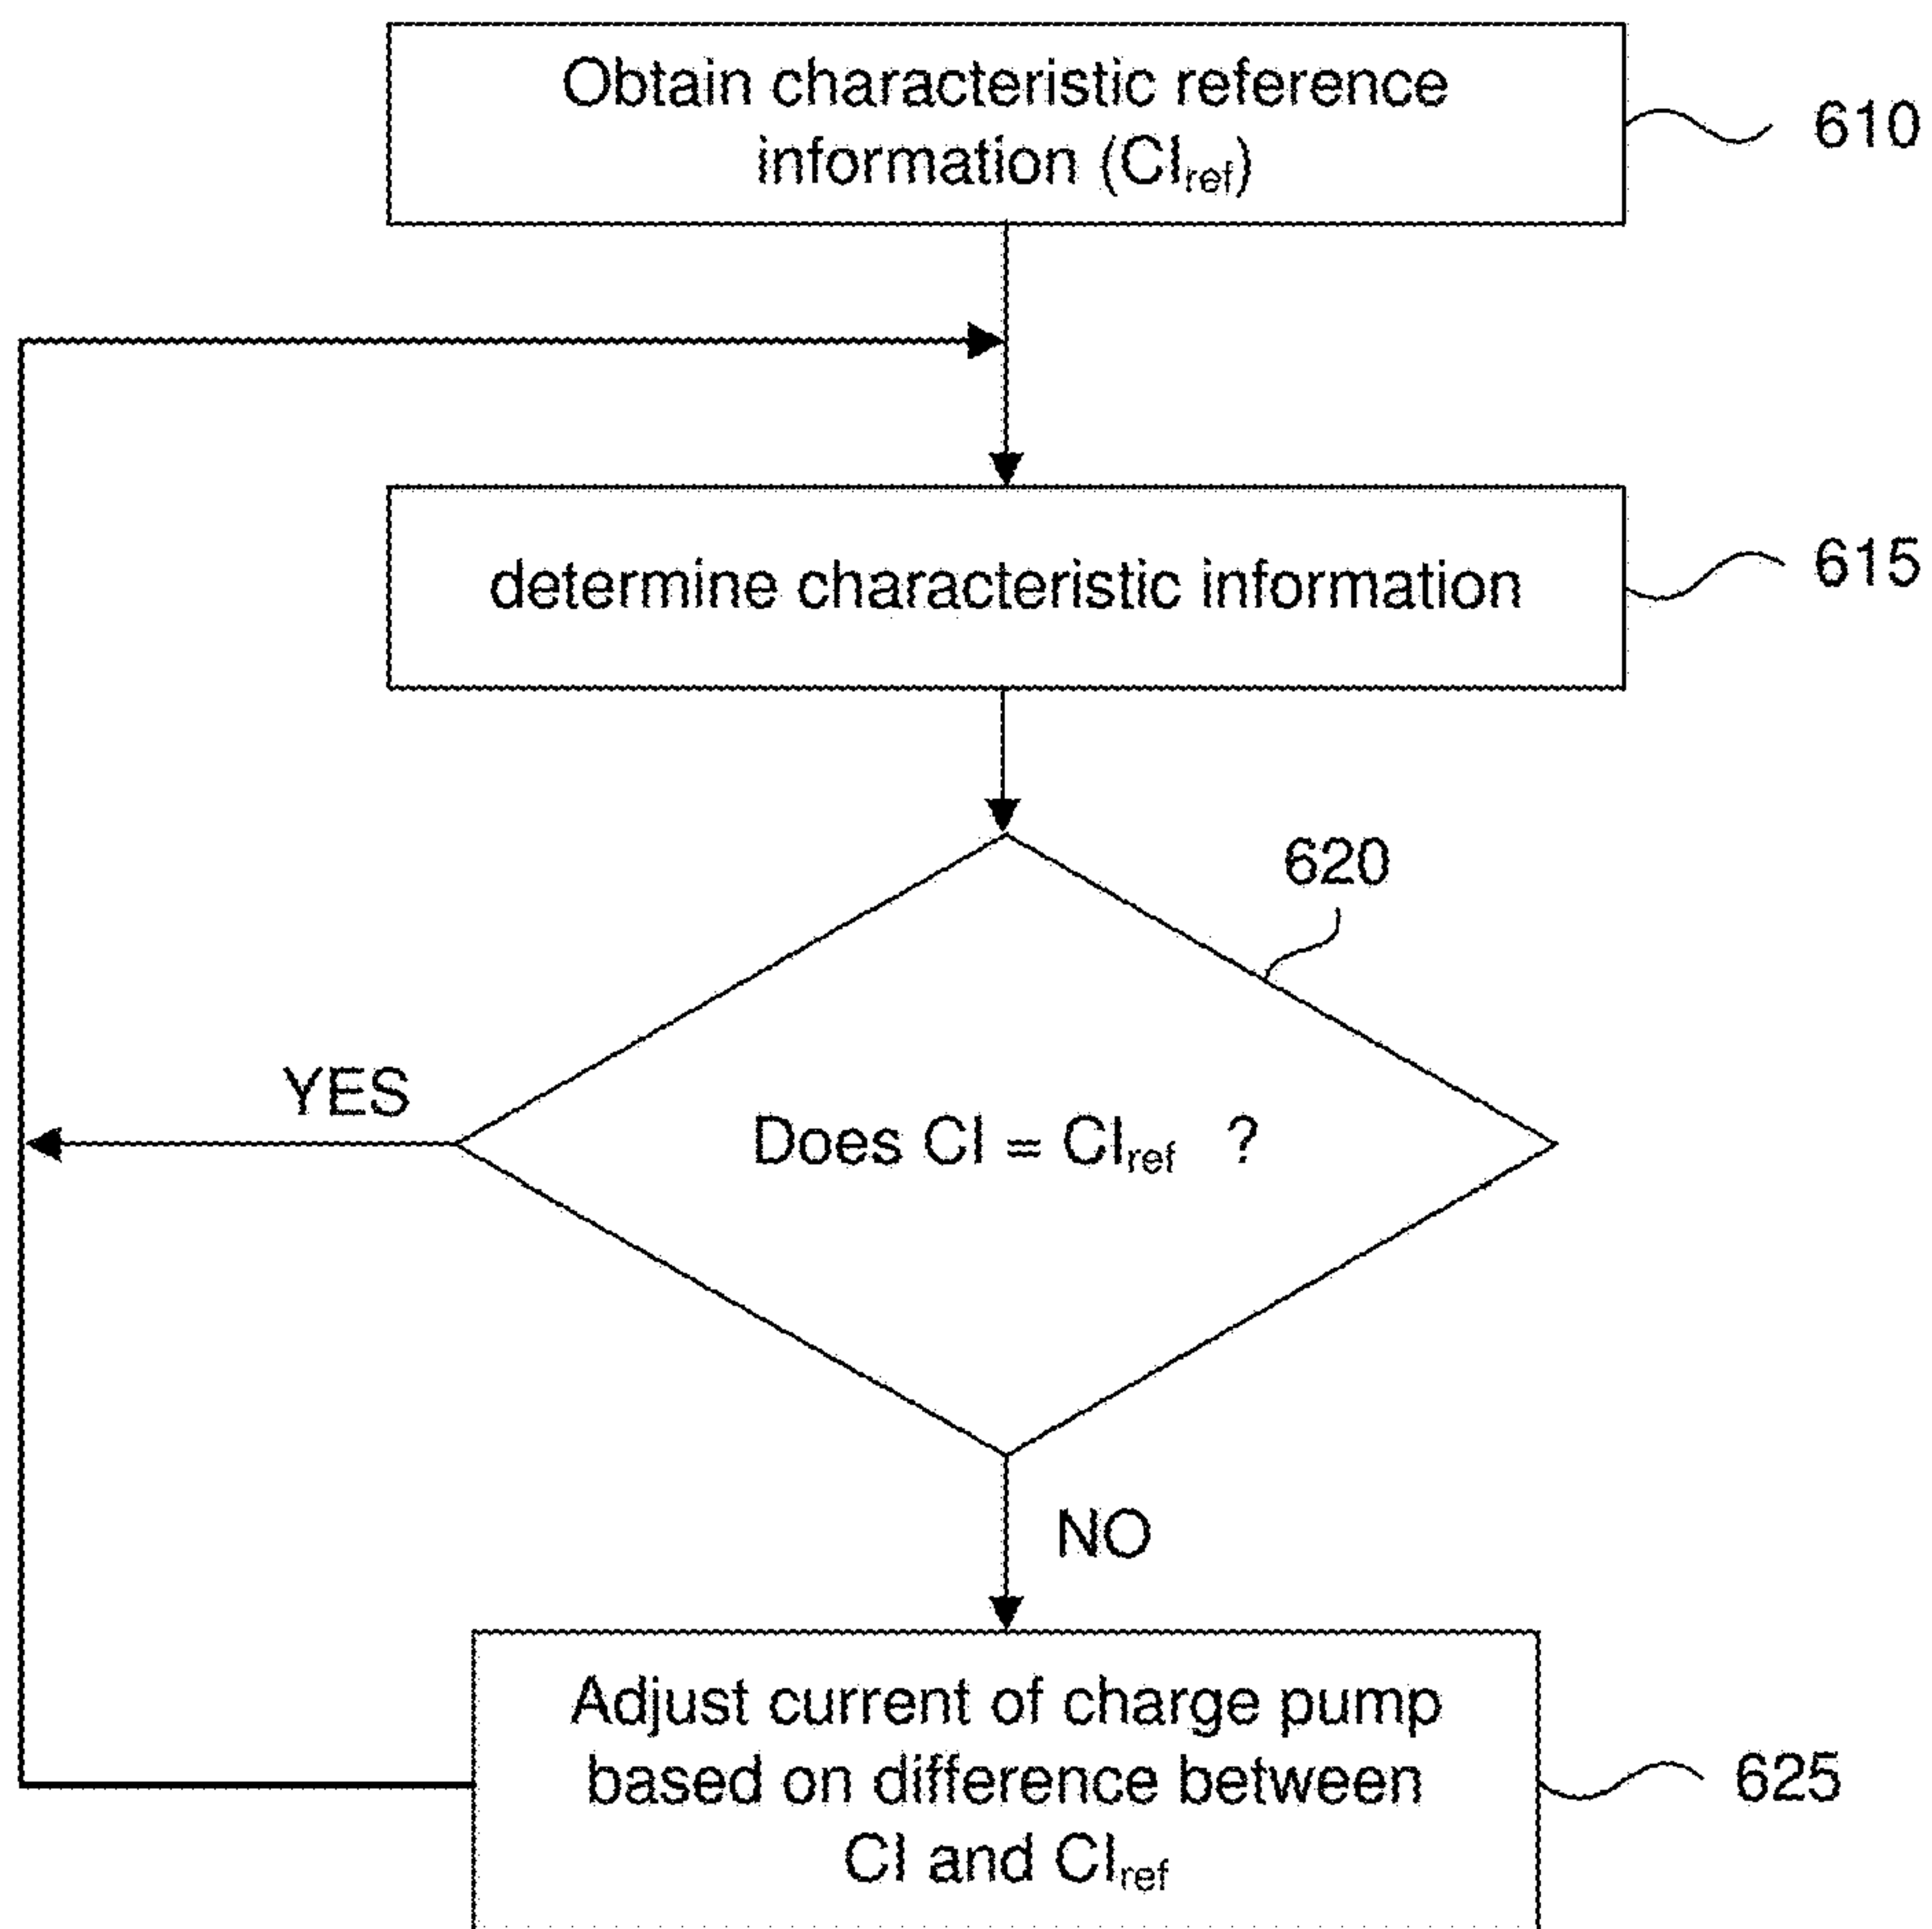 Obtain characteristic reference
information (CIref)
610
determine characteristic information
615
620
YES
Does CI = CIref ?
NO
Adjust current of charge pump
based on difference between
CI and CIref
625